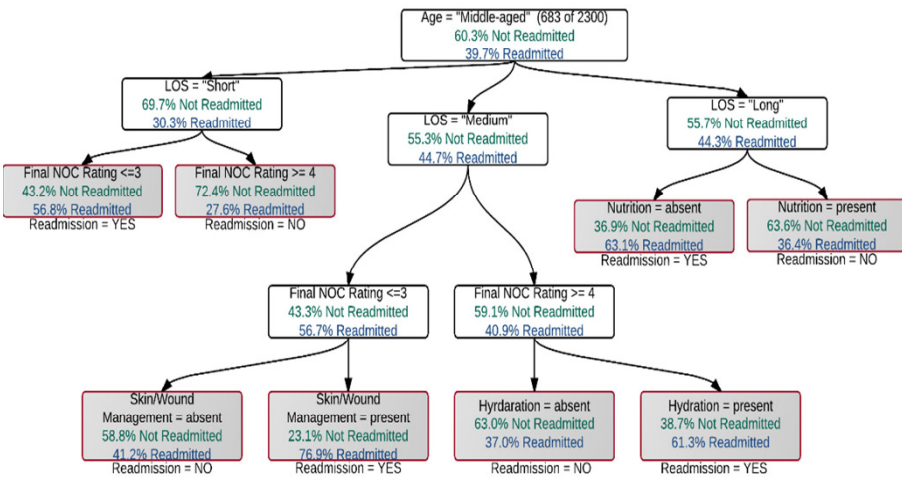 Age = "Middle-aged" (683 of 2300)
60.3% Not Readmitted
39.7% Readmitted
LOS = "Short"
69.7% Not Readmitted
30.3% Readmitted
LOS = "Medium"
55.3% Not Readmitted
44.7% Readmitted
LOS = "Long"
55.7% Not Readmitted
44.3% Readmitted
Final NOC Rating <=3
43.2% Not Readmitted
56.8% Readmitted
Readmission = YES
Final NOC Rating >= 4
72.4% Not Readmitted
27.6% Readmitted
Readmission = NO
Nutrition = absent
36.9% Not Readmitted
63.1% Readmitted
Readmission = YES
Nutrition = present
63.6% Not Readmitted
36.4% Readmitted
Readmission = NO
Final NOC Rating <=3
43.3% Not Readmitted
56.7% Readmitted
Final NOC Rating >= 4
59.1% Not Readmitted
40.9% Readmitted
Skin/Wound
Management = absent
58.8% Not Readmitted
41.2% Readmitted
Readmission = NO
Skin/Wound
Management = present
23.1% Not Readmitted
76.9% Readmitted
Readmission = YES
Hyrdaration = absent
63.0% Not Readmitted
37.0% Readmitted
Readmission = NO
Hydration = present
38.7% Not Readmitted
61.3% Readmitted
Readmission = YES